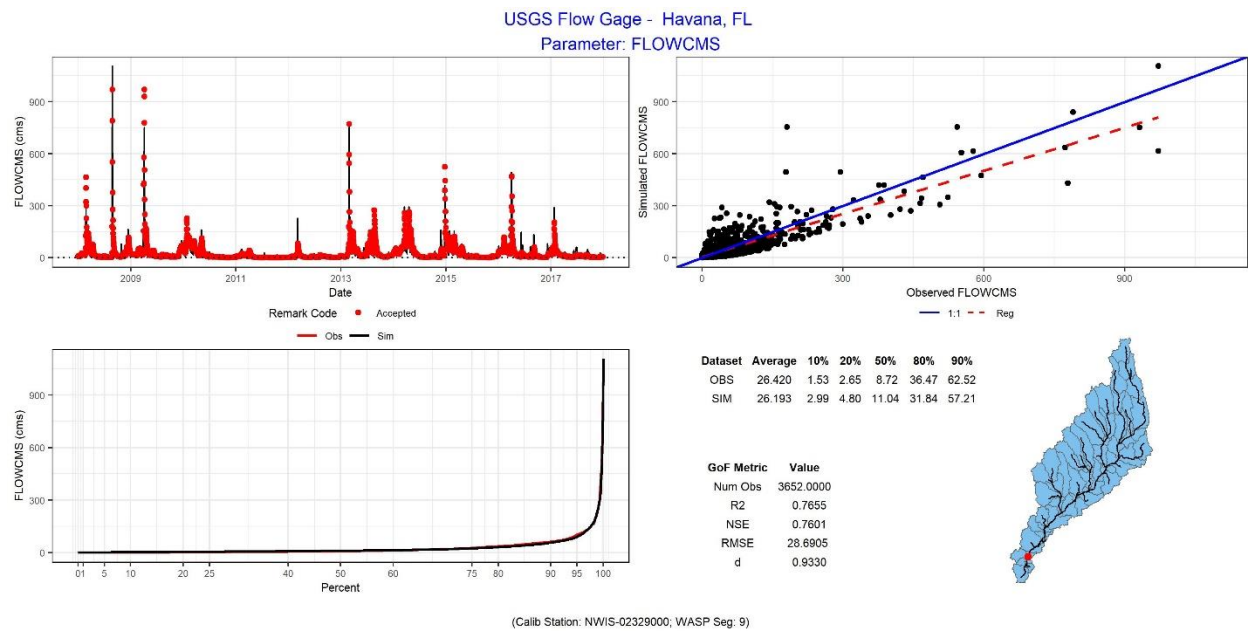 USGS Flow Gage - Havana, FL
Parameter: FLOWCMS
FLOWCMS (cms)
900
600
300
0
2009 2011 2013 2015 2017
Date
Remark Code Accepted
Simulated FLOWCMS
900
600
300
0
0 300 600 900
Observed FLOWCMS
1:1 Reg
Obs Sim
FLOWCMS (cms)
900
600
300
0
01 5 10 20 25 40 50 60 75 80 90 95 100
Percent
Dataset Average 10% 20% 50% 80% 90%
OBS 26.420 1.53 2.65 8.72 36.47 62.52
SIM 26.193 2.99 4.80 11.04 31.84 57.21
GoF Metric Value
Num Obs 3652.0000
R2 0.7655
NSE 0.7601
RMSE 28.6905
d 0.9330
(Calib Station: NWIS-02329000; WASP Seg: 9)